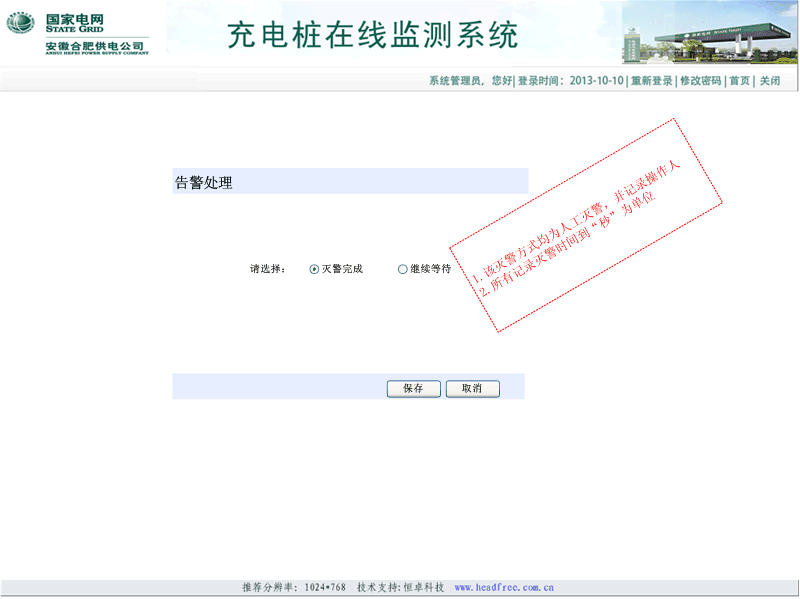 国家电网
STATE GRID
安徽合肥供电公司
ANHUI HEFEI POWER SUPPLY COMPANY
充电桩在线监测系统
国家电网 STATE GRID
系统管理员，您好| 登录时间：2013-10-10 | 重新登录 | 修改密码 | 首页 | 关闭
告警处理
1. 该灭警方式均为人工灭警，并记录操作人
2. 所有记录灭警时间到“秒”为单位
请选择： 灭警完成 继续等待
保存 取消
推荐分辨率：1024*768 技术支持:恒卓科技 www.headfree.com.cn